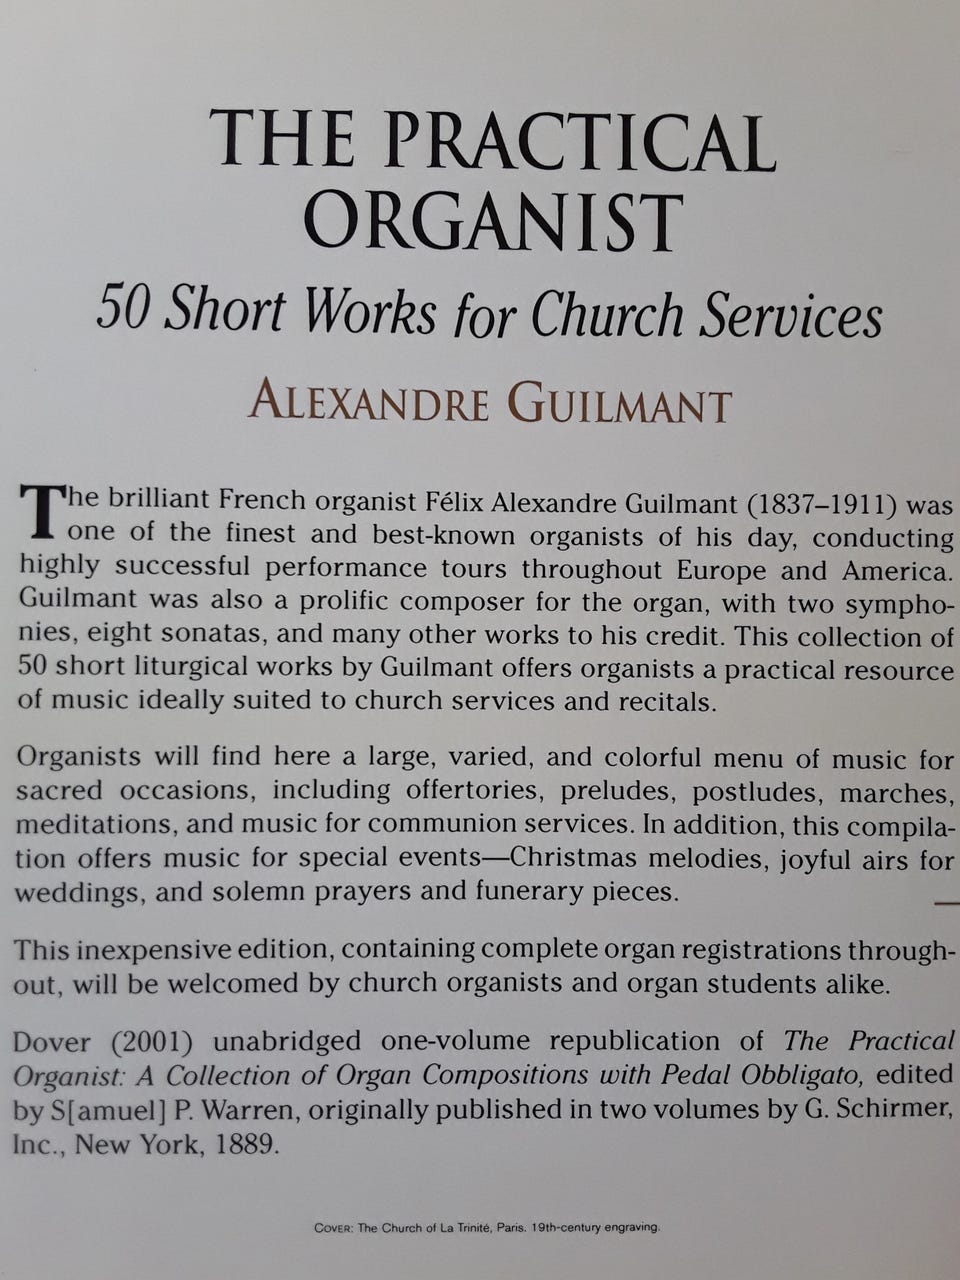 THE PRACTICAL
ORGANIST
50 Short Works for Church Services
ALEXANDRE GUILMANT
The brilliant French organist Félix Alexandre Guilmant (1837–1911) was
one of the finest and best-known organists of his day, conducting
highly successful performance tours throughout Europe and America.
Guilmant was also a prolific composer for the organ, with two sympho-
nies, eight sonatas, and many other works to his credit. This collection of
50 short liturgical works by Guilmant offers organists a practical resource
of music ideally suited to church services and recitals.
Organists will find here a large, varied, and colorful menu of music for
sacred occasions, including offertories, preludes, postludes, marches,
meditations, and music for communion services. In addition, this compila-
tion offers music for special events—Christmas melodies, joyful airs for
weddings, and solemn prayers and funerary pieces.
This inexpensive edition, containing complete organ registrations through-
out, will be welcomed by church organists and organ students alike.
Dover (2001) unabridged one-volume republication of The Practical
Organist: A Collection of Organ Compositions with Pedal Obbligato, edited
by S[amuel] P. Warren, originally published in two volumes by G. Schirmer,
Inc., New York, 1889.
COVER: The Church of La Trinité, Paris. 19th-century engraving.